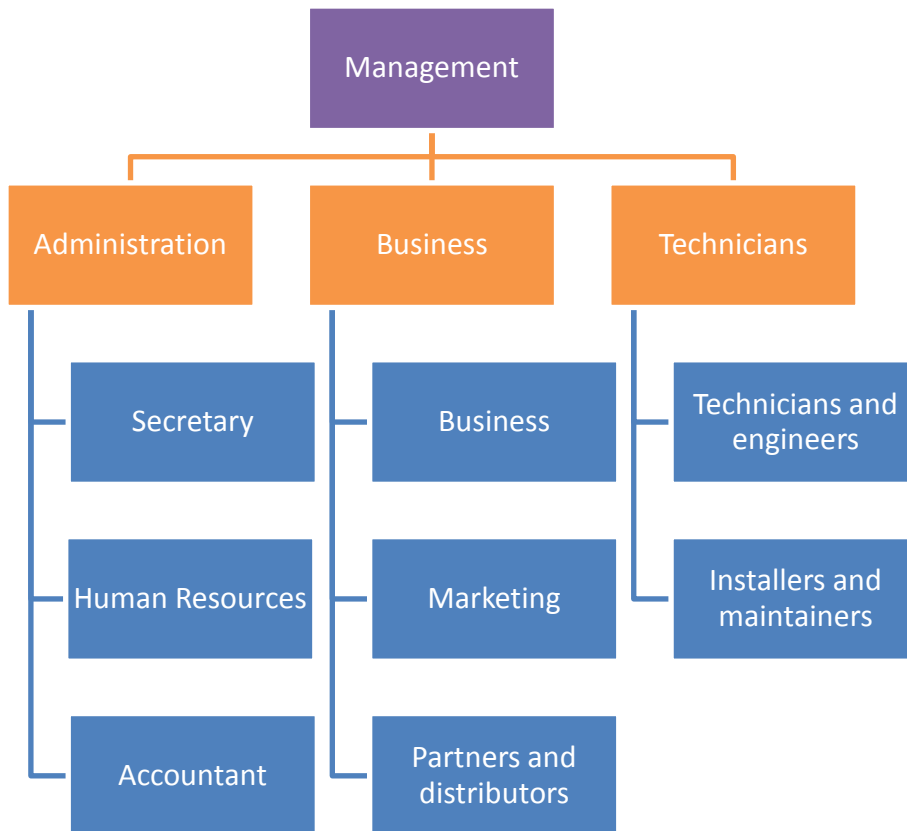 Management
Administration
Business
Technicians
Secretary
Business
Technicians and
engineers
Human Resources
Marketing
Installers and
maintainers
Accountant
Partners and
distributors